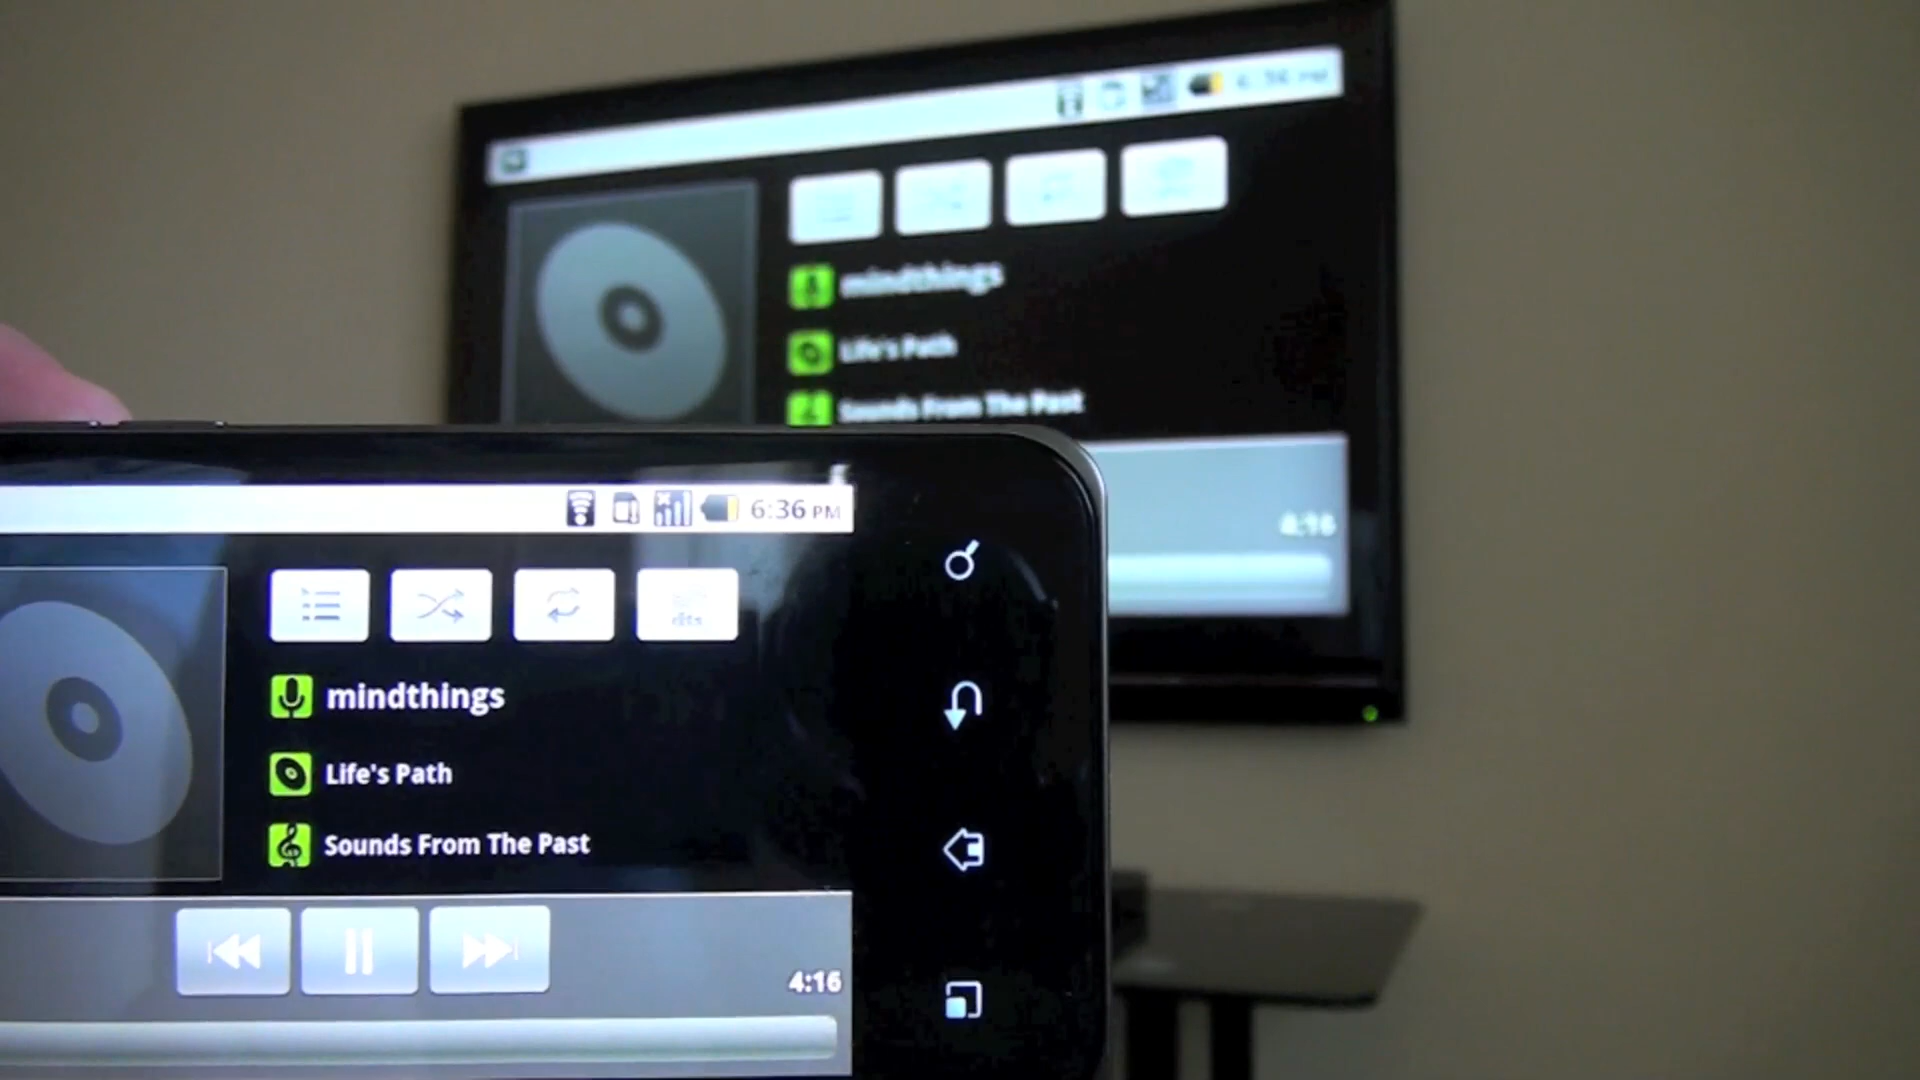 mindthings
Life's Path
Sounds From The Past
4:16
6:36 PM
dts
mindthings
Life's Path
Sounds From The Past
4:16